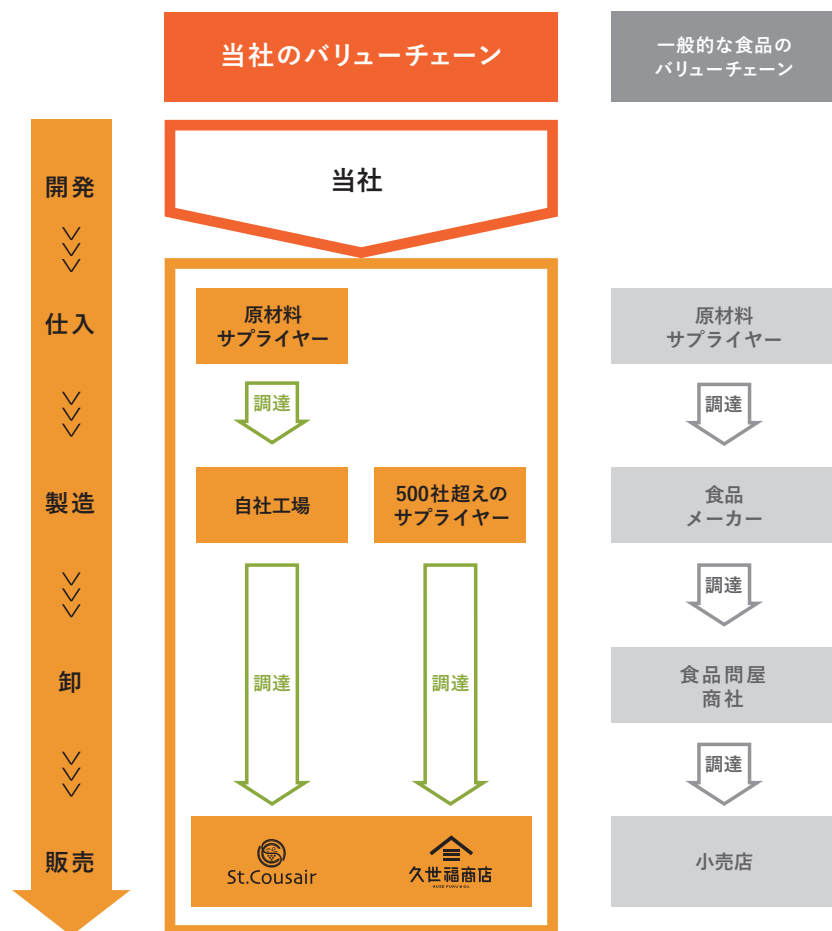 当社のバリューチェーン
一般的な食品の
バリューチェーン
開発
当社
仕入
原材料
サプライヤー
原材料
サプライヤー
調達
調達
製造
自社工場
500社超えの
サプライヤー
食品
メーカー
調達
卸
調達
調達
食品問屋
商社
調達
販売
St.Cousair
久世福商店
KUZE FUKU & Co.
小売店